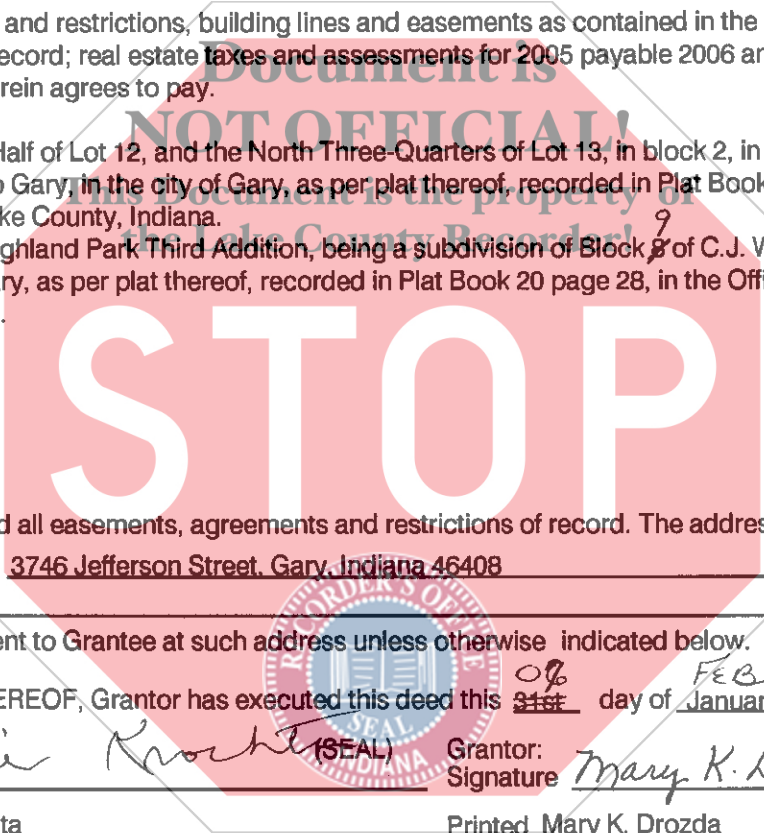 and restrictions, building lines and easements as contained in the
ecord; real estate taxes and assessments for 2005 payable 2006 an
Document is
rein agrees to pay.
NOT OFFICIAL!
Half of Lot 12, and the North Three-Quarters of Lot 13, in block 2, in
o Gary, in the city of Gary, as per plat thereof, recorded in Plat Book
This Document is the property of
ke County, Indiana.
the Lake County Recorder!
9
ghland Park Third Addition, being a subdivision of Block 8 of C.J. W
ry, as per plat thereof, recorded in Plat Book 20 page 28, in the Offi
.
STOP
d all easements, agreements and restrictions of record. The addres
3746 Jefferson Street, Gary, Indiana 46408
RECORDER'S OFFICE
ent to Grantee at such address unless otherwise indicated below.
FEB
EREOF, Grantor has executed this deed this 31st day of Januar
SEAL
(SEAL) Grantor:
INDIANA
Signature Mary K. D
ta Printed Mary K. Drozda